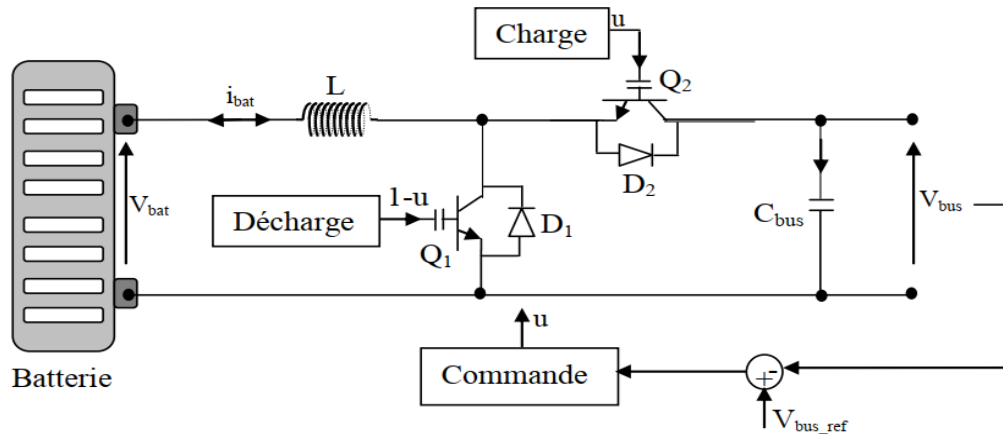 Charge
u
Q2
L
ibat
D2
Vbat
Décharge
1-u
Q1
D1
Cbus
Vbus
u
Batterie
Commande
+
-
Vbus_ref